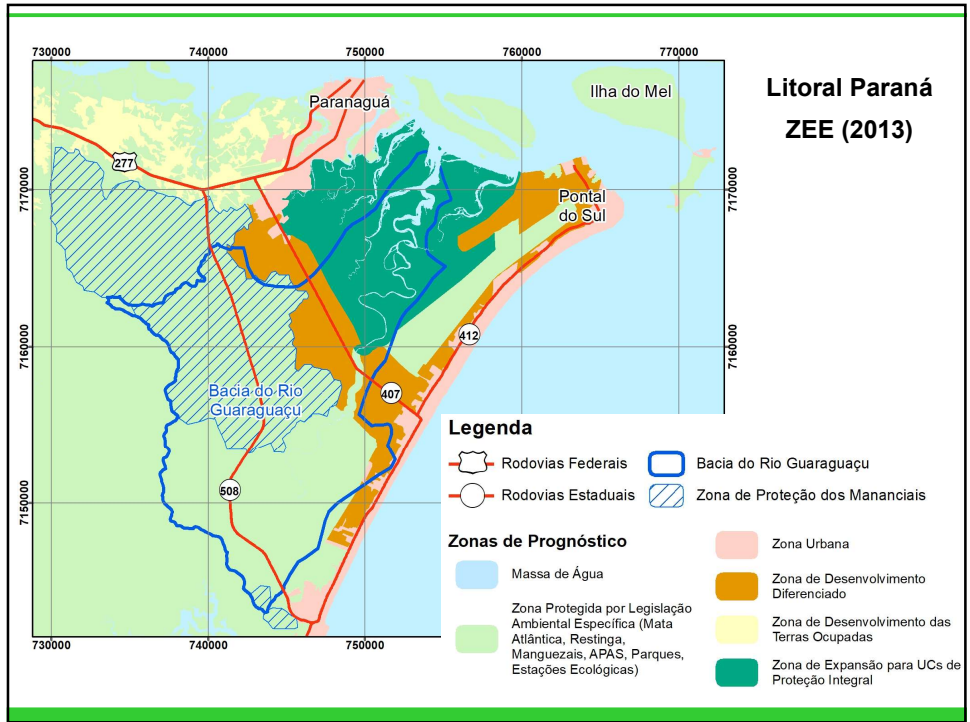 Litoral Paraná
ZEE (2013)
730000
740000
750000
760000
770000
Paranaguá
Ilha do Mel
277
7170000
7170000
Pontal
do Sul
412
7160000
7160000
Bacia do Rio
Guaraguaçu
407
508
7150000
730000
740000
Legenda
Rodovias Federais
Bacia do Rio Guaraguaçu
Rodovias Estaduais
Zona de Proteção dos Mananciais
Zonas de Prognóstico
Massa de Água
Zona Protegida por Legislação
Ambiental Específica (Mata
Atlântica, Restinga,
Manguezais, APAS, Parques,
Estações Ecológicas)
Zona Urbana
Zona de Desenvolvimento
Diferenciado
Zona de Desenvolvimento das
Terras Ocupadas
Zona de Expansão para UCs de
Proteção Integral